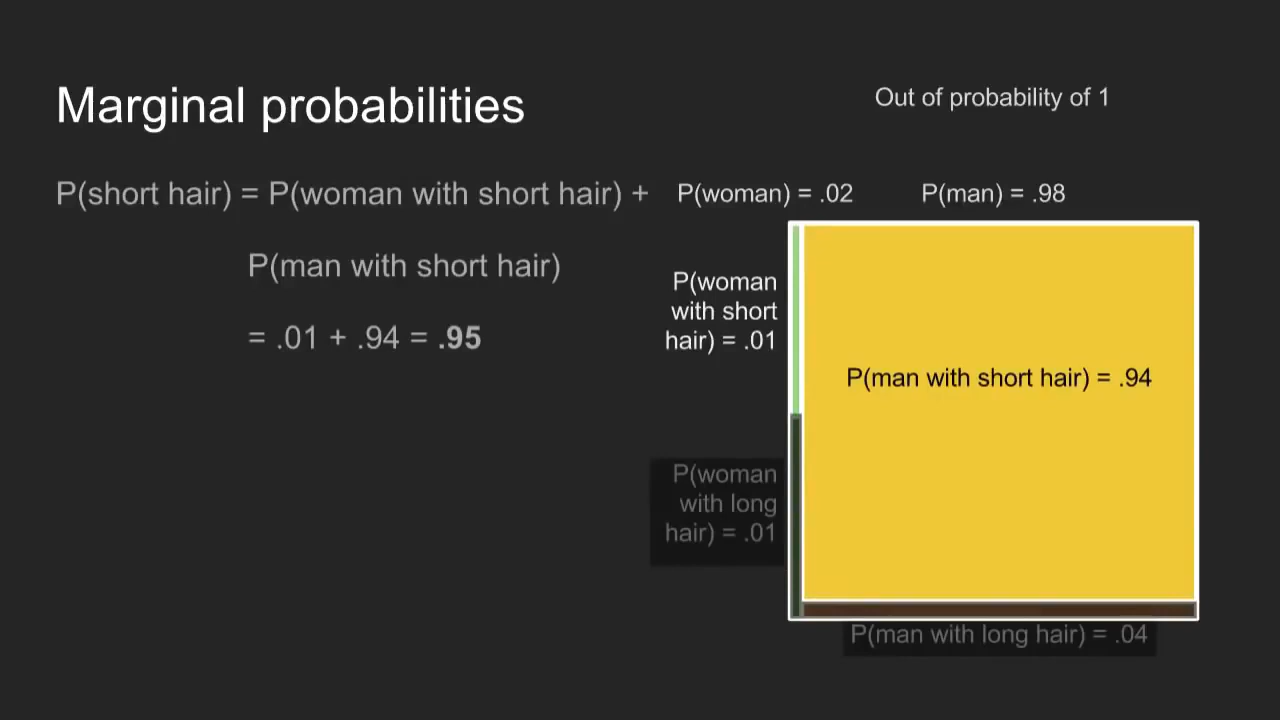 Marginal probabilities
Out of probability of 1
P(short hair) = P(woman with short hair) +
P(man with short hair)
= .01 + .94 = .95
P(woman) = .02
P(man) = .98
P(woman
with short
hair) = .01
P(man with short hair) = .94
P(woman
with long
hair) = .01
P(man with long hair) = .04